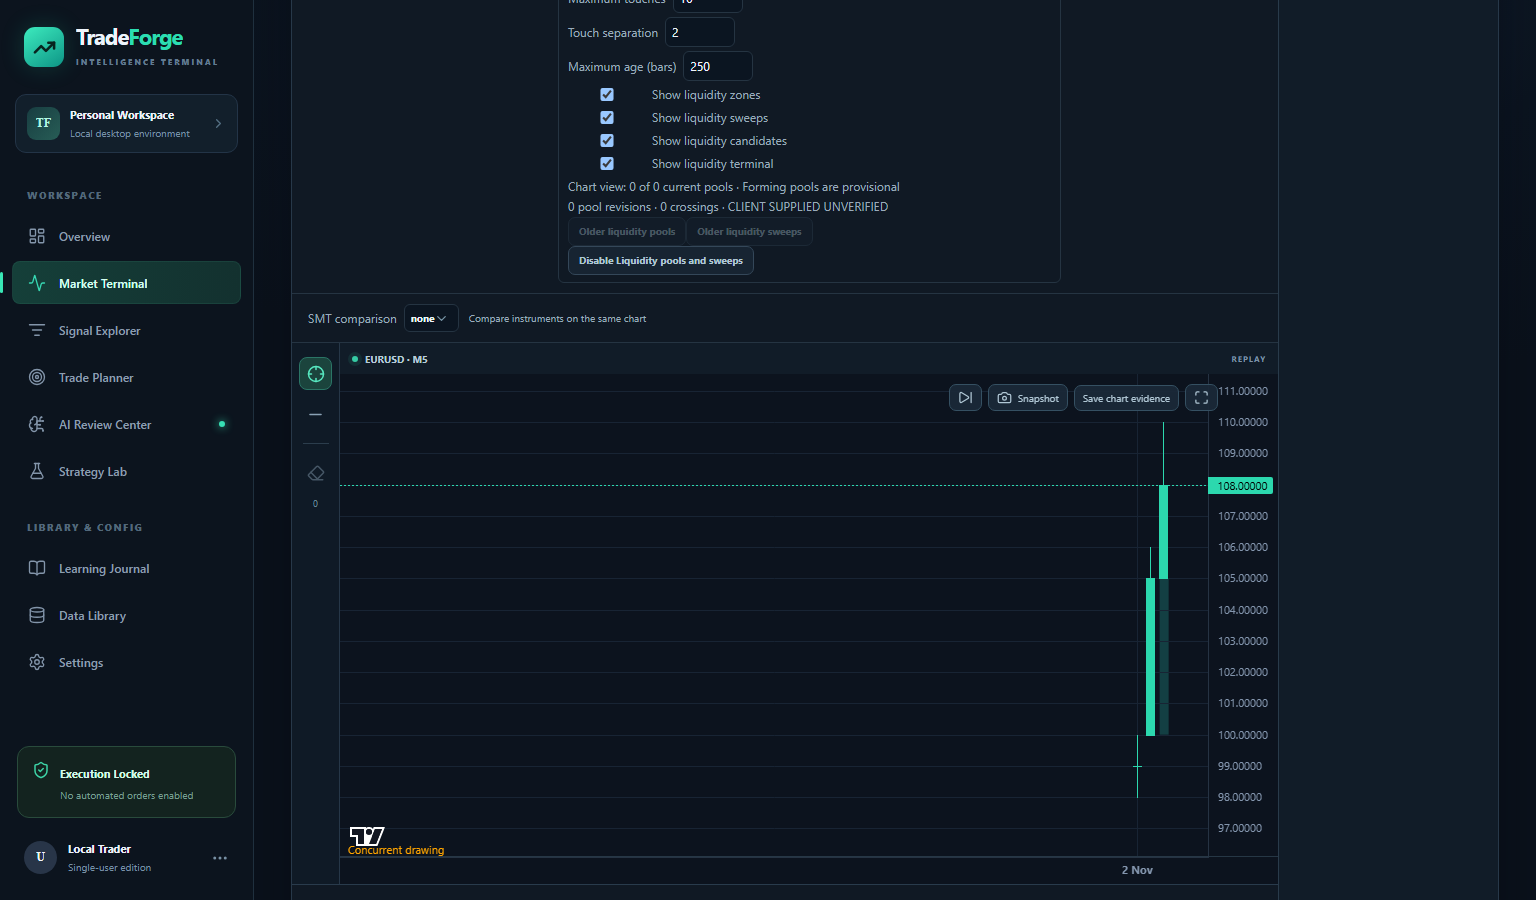 TradeForge
INTELLIGENCE TERMINAL
TF
Personal Workspace
Local desktop environment
WORKSPACE
Overview
Market Terminal
Signal Explorer
Trade Planner
AI Review Center
Strategy Lab
LIBRARY & CONFIG
Learning Journal
Data Library
Settings
Execution Locked
No automated orders enabled
U
Local Trader
Single-user edition
Maximum touches 10
Touch separation 2
Maximum age (bars) 250
Show liquidity zones
Show liquidity sweeps
Show liquidity candidates
Show liquidity terminal
Chart view: 0 of 0 current pools · Forming pools are provisional
0 pool revisions · 0 crossings · CLIENT SUPPLIED UNVERIFIED
Older liquidity pools Older liquidity sweeps
Disable Liquidity pools and sweeps
SMT comparison none Compare instruments on the same chart
EURUSD · M5 REPLAY
Snapshot Save chart evidence
0
111.00000
110.00000
109.00000
108.00000
107.00000
106.00000
105.00000
104.00000
103.00000
102.00000
101.00000
100.00000
99.00000
98.00000
97.00000
Concurrent drawing
2 Nov